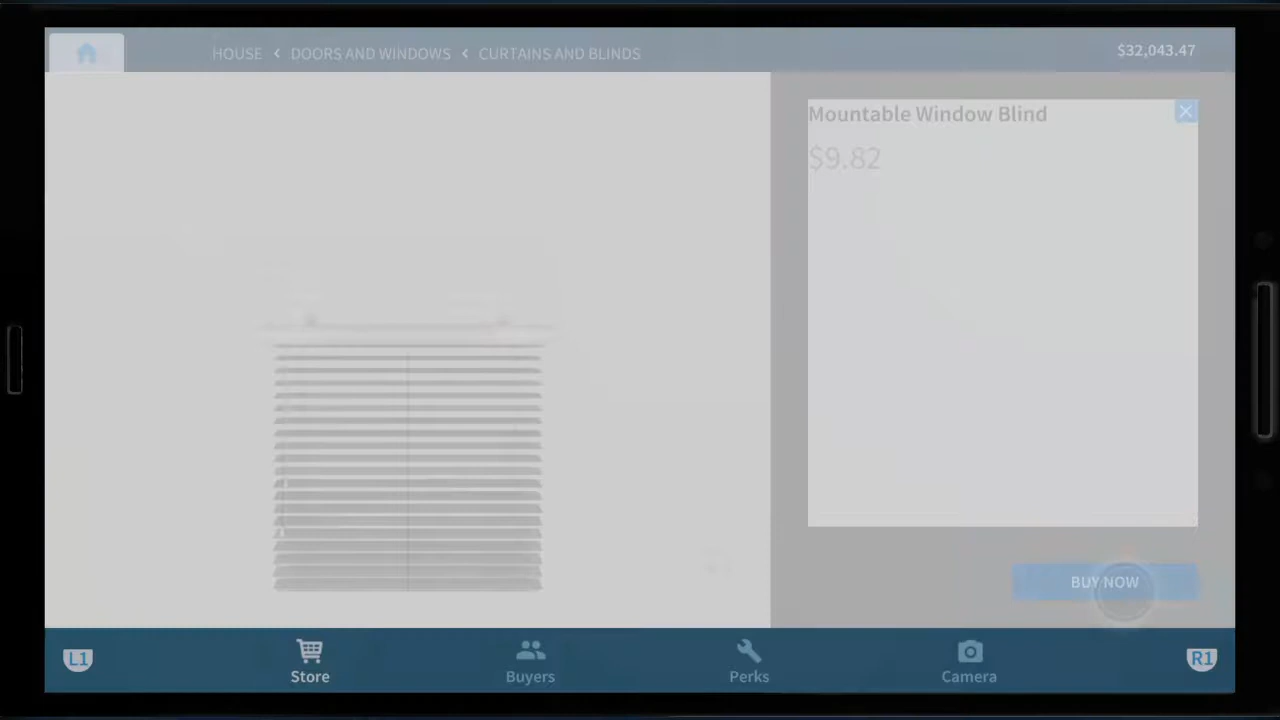 HOUSE < DOORS AND WINDOWS < CURTAINS AND BLINDS
$32,043.47
Mountable Window Blind
$9.82
BUY NOW
L1
Store
Buyers
Perks
Camera
R1